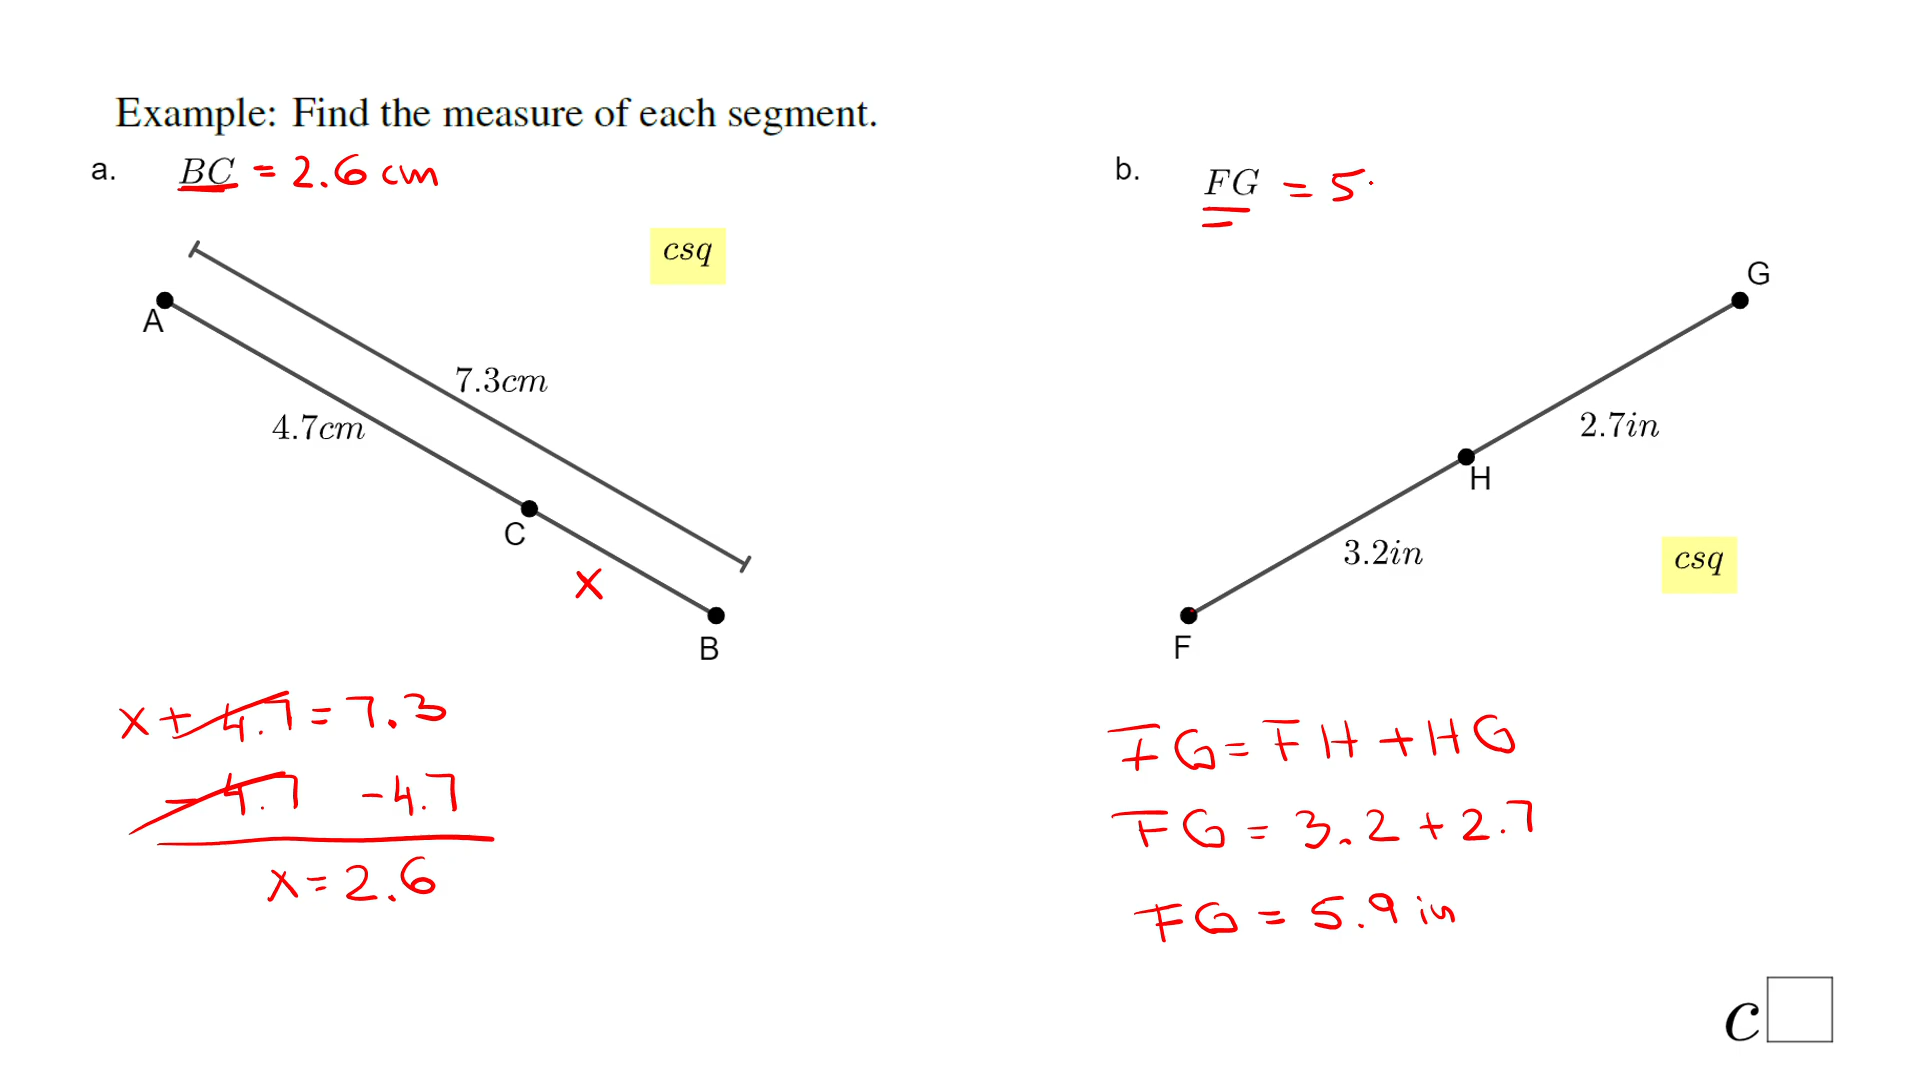 Example: Find the measure of each segment.
a. BC = 2.6 cm
csq
A
7.3cm
4.7cm
C
x
B
x + 4.7 = 7.3
- 4.7 - 4.7
x = 2.6
b. FG = 5.
G
2.7in
H
3.2in
csq
F
FG = FH + HG
FG = 3.2 + 2.7
FG = 5.9 in
c